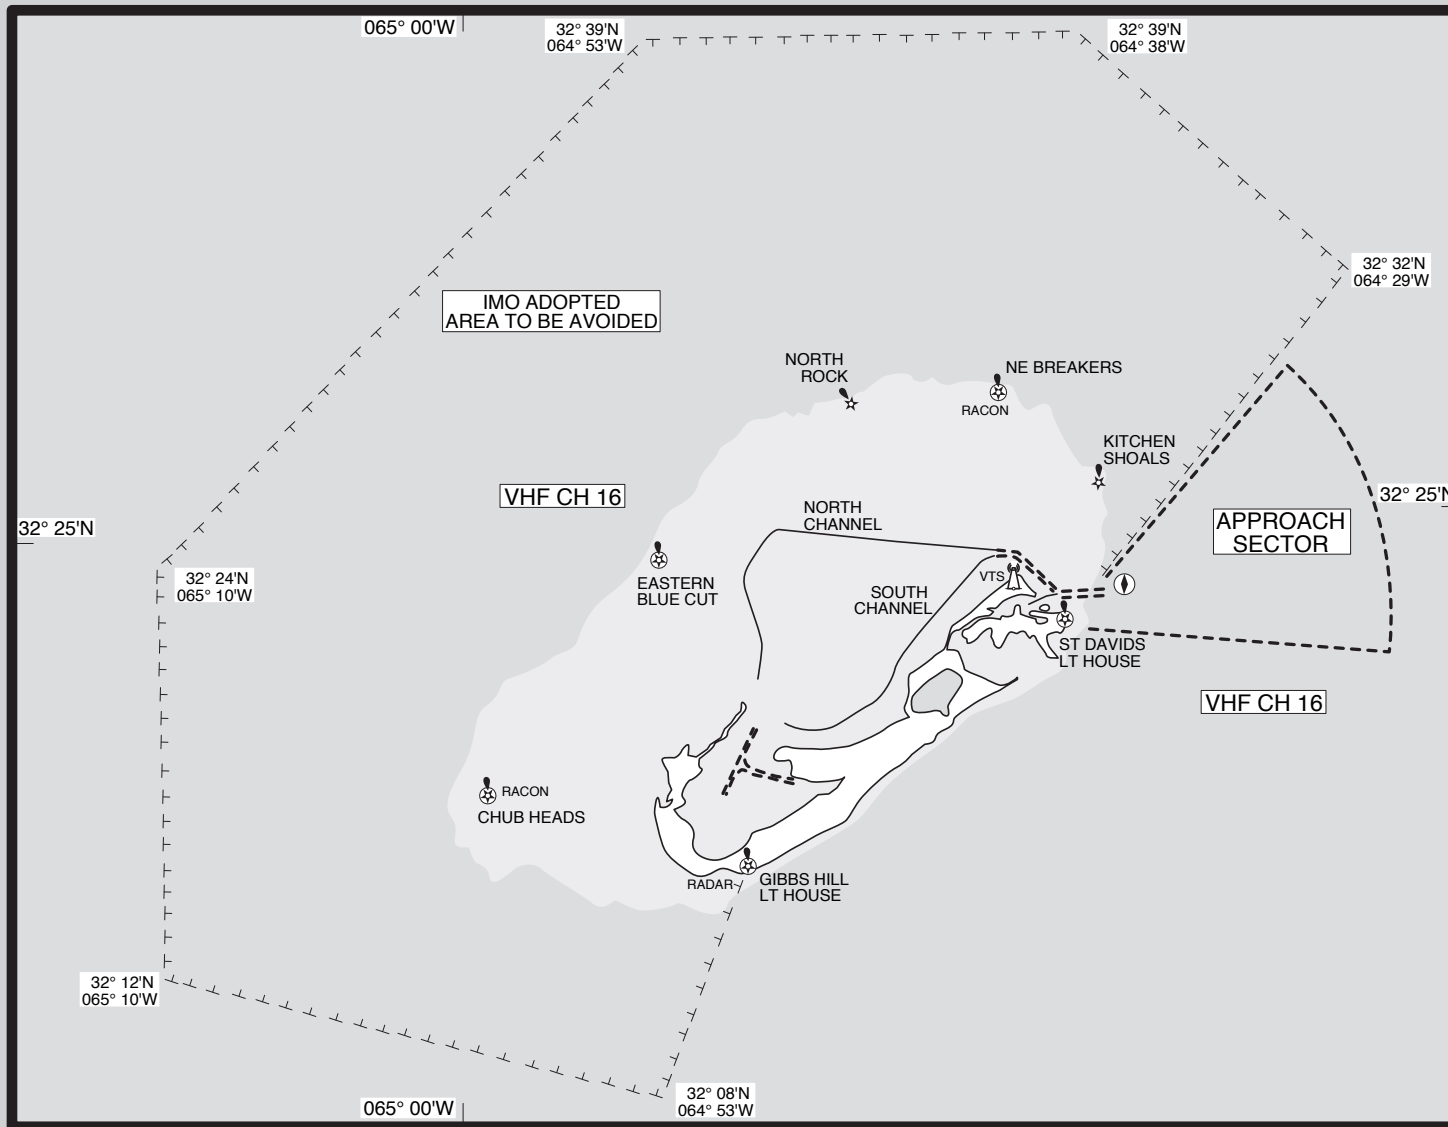 065° 00'W
32° 39'N
064° 53'W
32° 39'N
064° 38'W
32° 32'N
064° 29'W
IMO ADOPTED
AREA TO BE AVOIDED
NORTH
ROCK
NE BREAKERS
RACON
KITCHEN
SHOALS
VHF CH 16
32° 25'N
NORTH
CHANNEL
APPROACH
SECTOR
32° 25'N
32° 24'N
065° 10'W
EASTERN
BLUE CUT
SOUTH
CHANNEL
VTS
ST DAVIDS
LT HOUSE
VHF CH 16
RACON
CHUB HEADS
RADAR
GIBBS HILL
LT HOUSE
32° 12'N
065° 10'W
32° 08'N
064° 53'W
065° 00'W